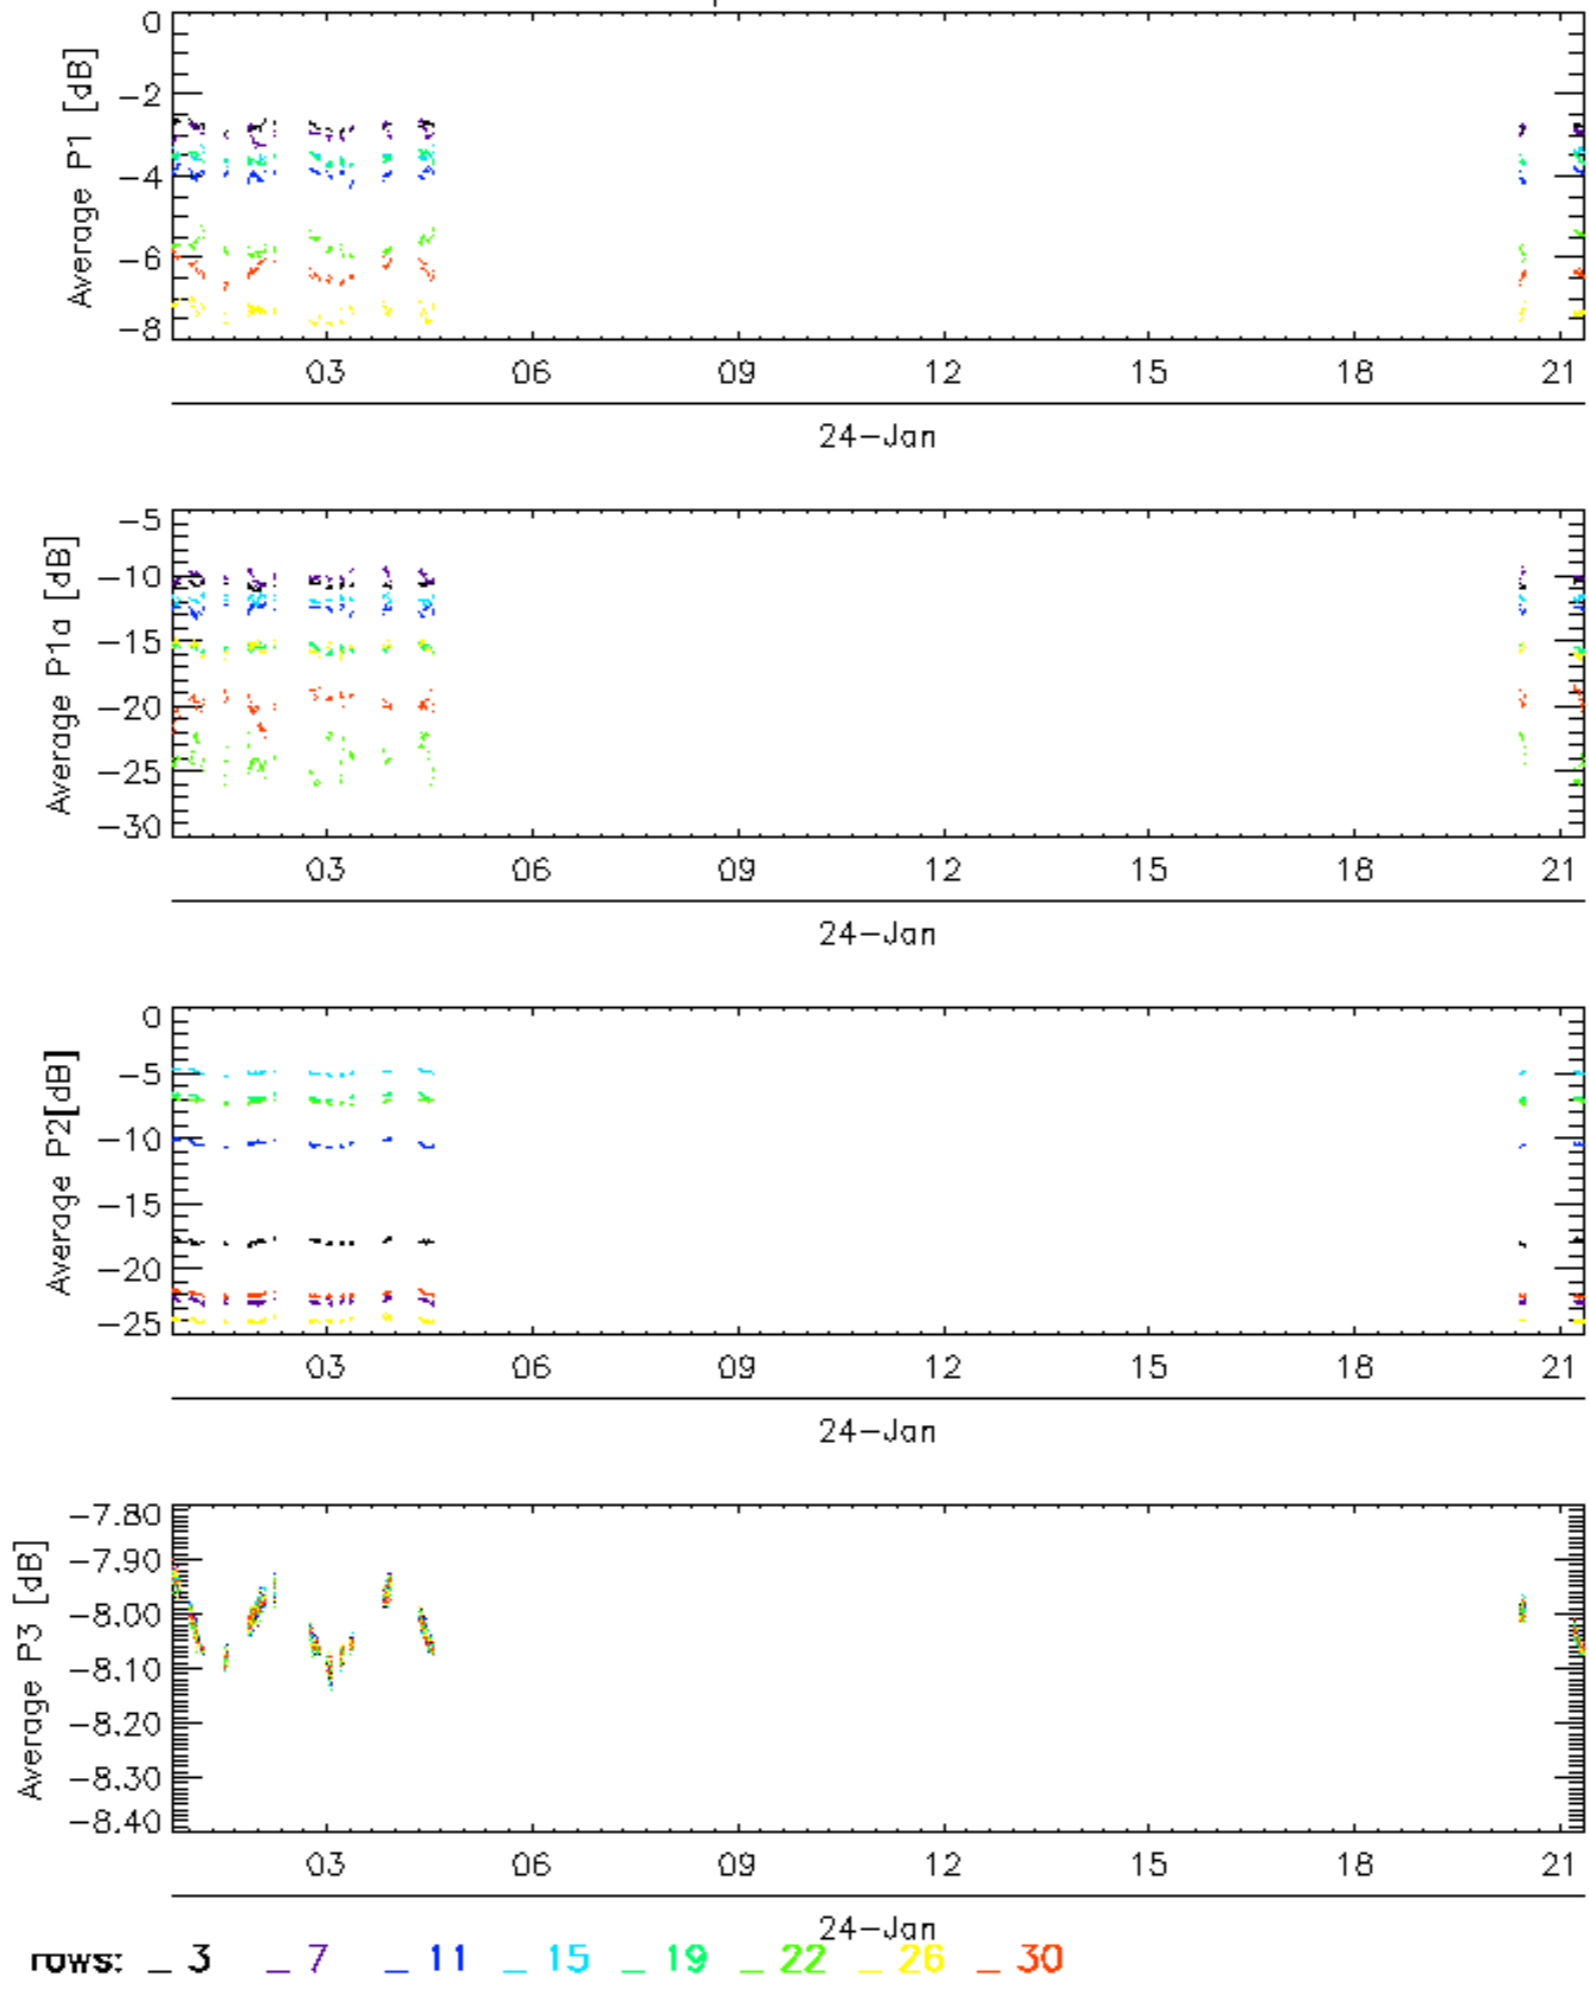 Average P1 [dB]
0
-2
-4
-6
-8
03 06 09 12 15 18 21
24-Jan
Average P1a [dB]
-5
-10
-15
-20
-25
-30
03 06 09 12 15 18 21
24-Jan
Average P2[dB]
0
-5
-10
-15
-20
-25
03 06 09 12 15 18 21
24-Jan
Average P3 [dB]
-7.80
-7.90
-8.00
-8.10
-8.20
-8.30
-8.40
03 06 09 12 15 18 21
24-Jan
rows: _ 3 _ 7 _ 11 _ 15 _ 19 _ 22 _ 26 _ 30